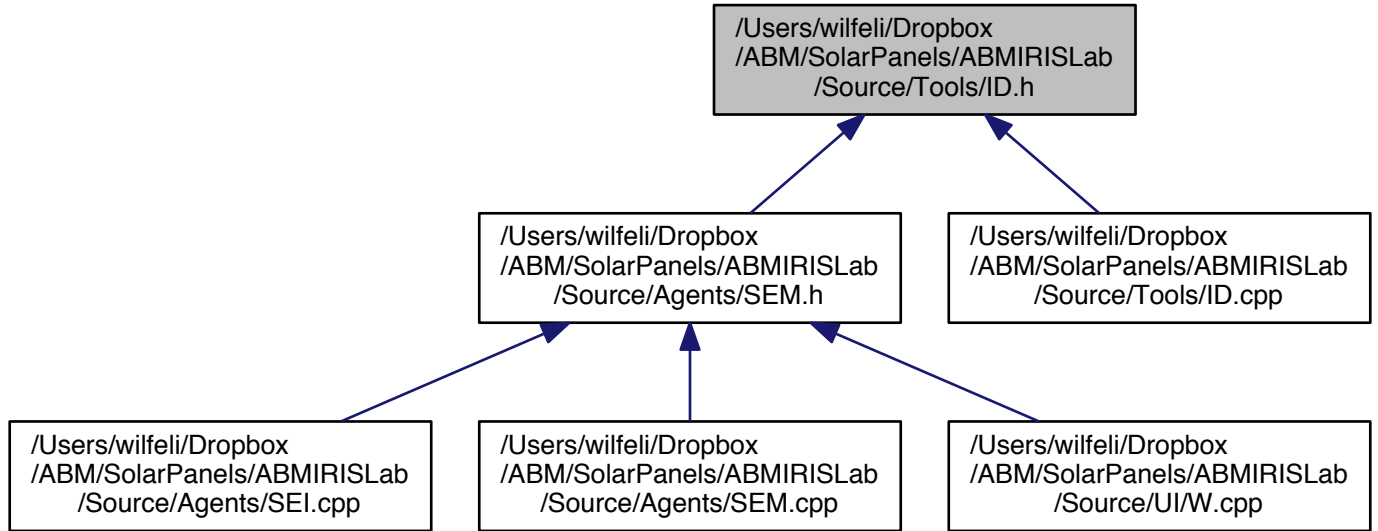 /Users/wilfeli/Dropbox
/ABM/SolarPanels/ABMIRISLab
/Source/Tools/ID.h
/Users/wilfeli/Dropbox
/ABM/SolarPanels/ABMIRISLab
/Source/Agents/SEM.h
/Users/wilfeli/Dropbox
/ABM/SolarPanels/ABMIRISLab
/Source/Tools/ID.cpp
/Users/wilfeli/Dropbox
/ABM/SolarPanels/ABMIRISLab
/Source/Agents/SEI.cpp
/Users/wilfeli/Dropbox
/ABM/SolarPanels/ABMIRISLab
/Source/Agents/SEM.cpp
/Users/wilfeli/Dropbox
/ABM/SolarPanels/ABMIRISLab
/Source/UI/W.cpp